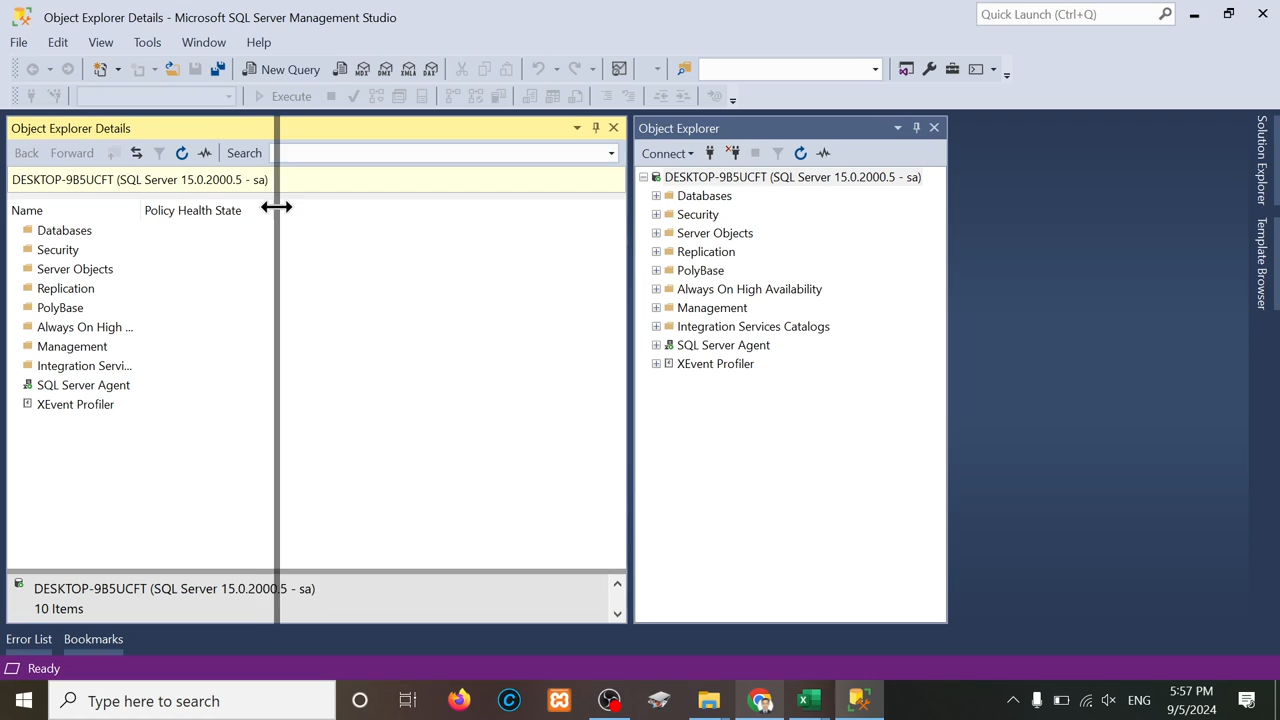 Object Explorer Details - Microsoft SQL Server Management Studio
Quick Launch (Ctrl+Q)
File Edit View Tools Window Help
New Query MDX DMX XMLA DAX
Execute
Object Explorer Details
Back Forward Search
DESKTOP-9B5UCFT (SQL Server 15.0.2000.5 - sa)
Name Policy Health State
Databases
Security
Server Objects
Replication
PolyBase
Always On High ...
Management
Integration Servi...
SQL Server Agent
XEvent Profiler
DESKTOP-9B5UCFT (SQL Server 15.0.2000.5 - sa)
10 Items
Object Explorer
Connect
DESKTOP-9B5UCFT (SQL Server 15.0.2000.5 - sa)
Databases
Security
Server Objects
Replication
PolyBase
Always On High Availability
Management
Integration Services Catalogs
SQL Server Agent
XEvent Profiler
Solution Explorer
Template Browser
Error List Bookmarks
Ready
Type here to search
ENG
5:57 PM
9/5/2024